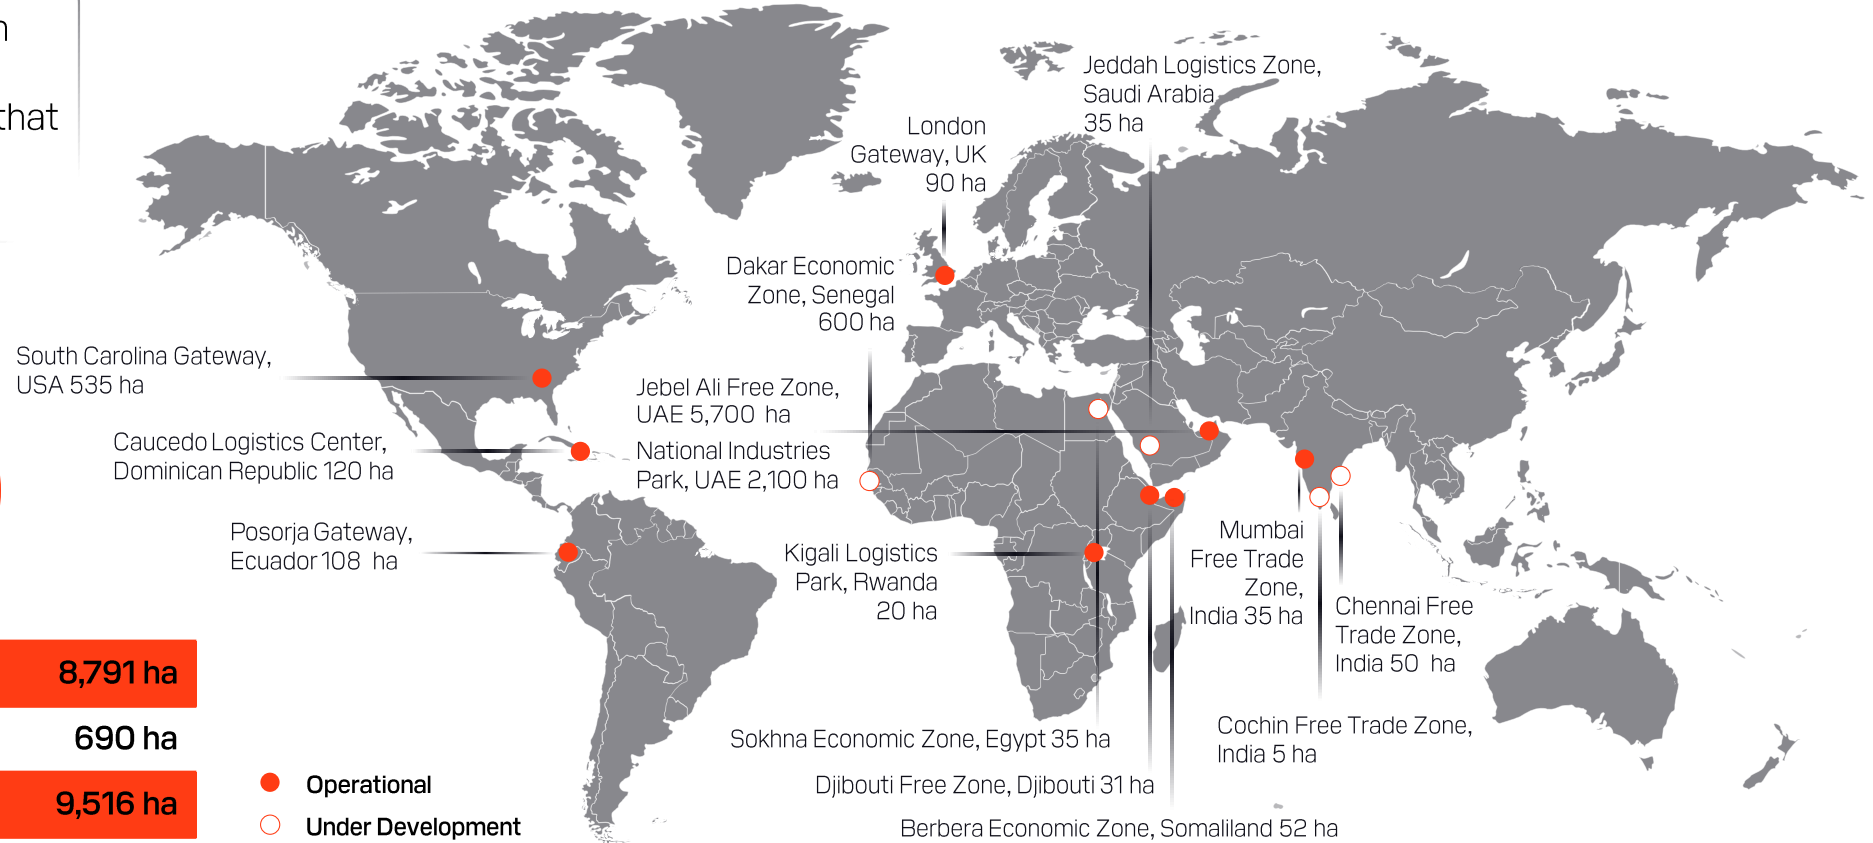 that
Jeddah Logistics Zone,
Saudi Arabia
35 ha
London
Gateway, UK
90 ha
Dakar Economic
Zone, Senegal
600 ha
South Carolina Gateway,
USA 535 ha
Jebel Ali Free Zone,
UAE 5,700 ha
Caucedo Logistics Center,
Dominican Republic 120 ha
National Industries
Park, UAE 2,100 ha
Posorja Gateway,
Ecuador 108 ha
Kigali Logistics
Park, Rwanda
20 ha
Mumbai
Free Trade
Zone,
India 35 ha
Chennai Free
Trade Zone,
India 50 ha
Cochin Free Trade Zone,
India 5 ha
Sokhna Economic Zone, Egypt 35 ha
Djibouti Free Zone, Djibouti 31 ha
Berbera Economic Zone, Somaliland 52 ha
8,791 ha
690 ha
9,516 ha
Operational
Under Development